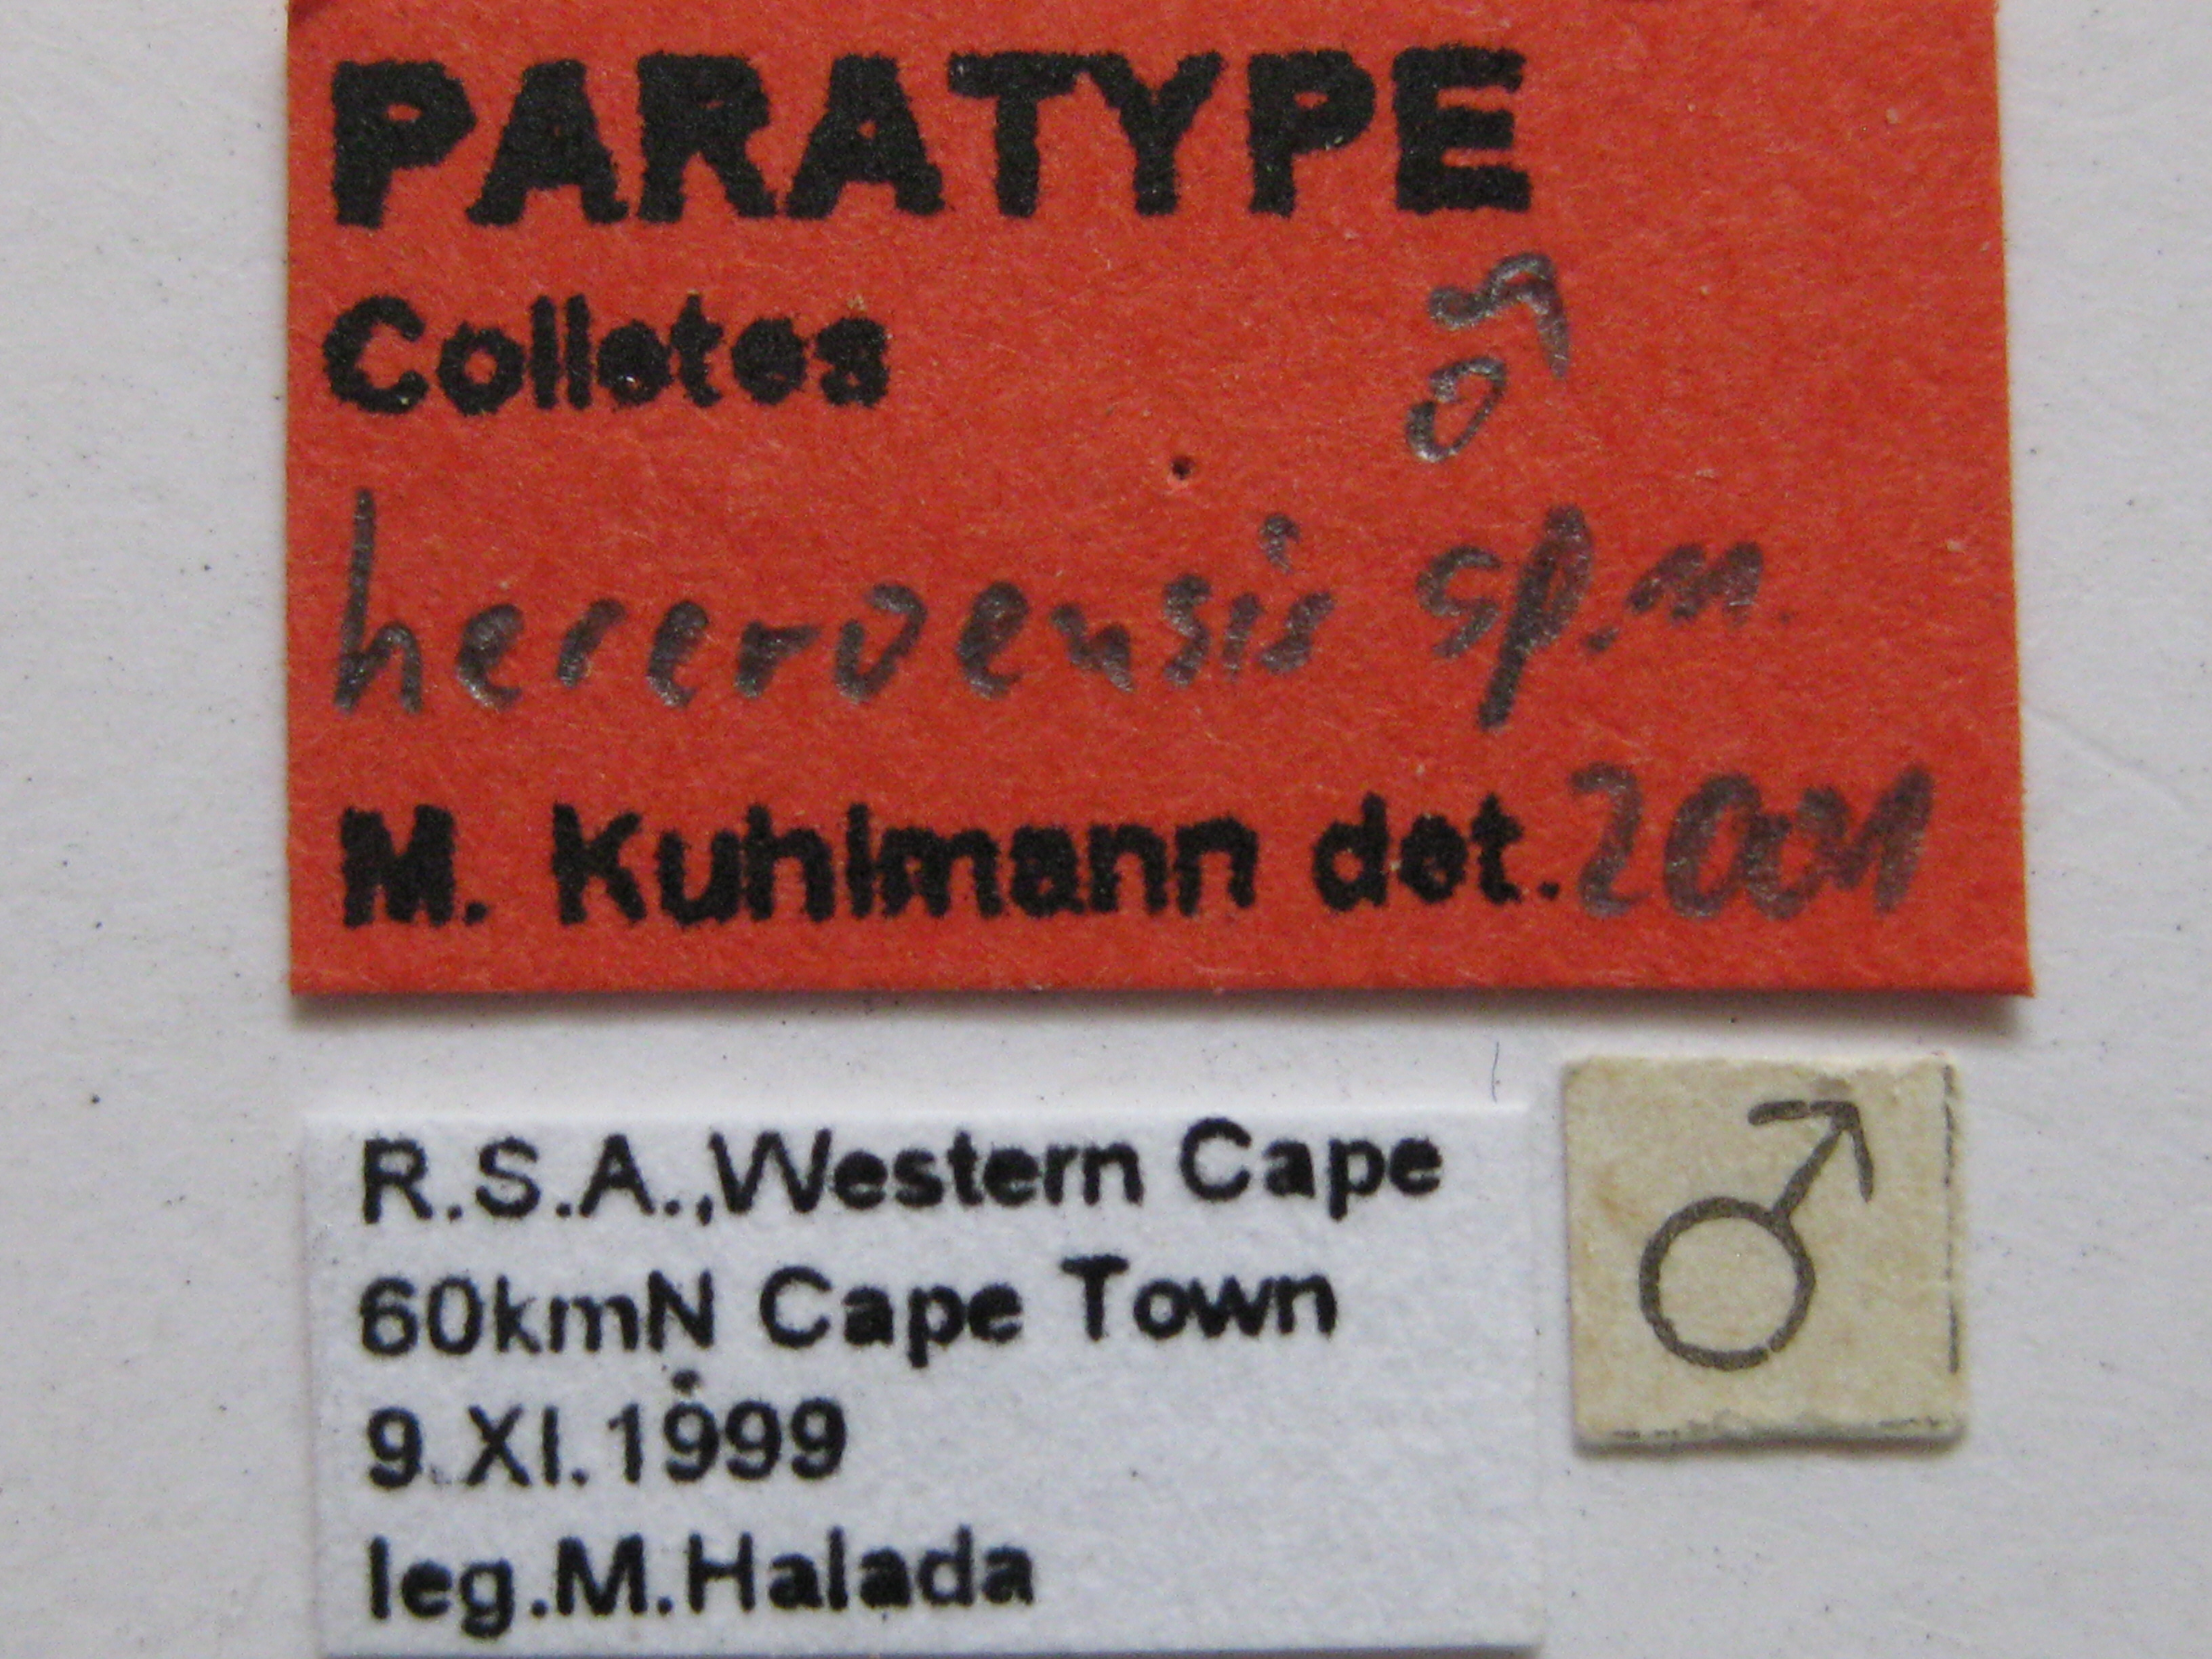 PARATYPE
Colletes ♂
hereroensis sp.n.
M. Kuhlmann det. 2001
R.S.A.,Western Cape
60kmN Cape Town
9.XI.1999
leg.M.Halada
♂